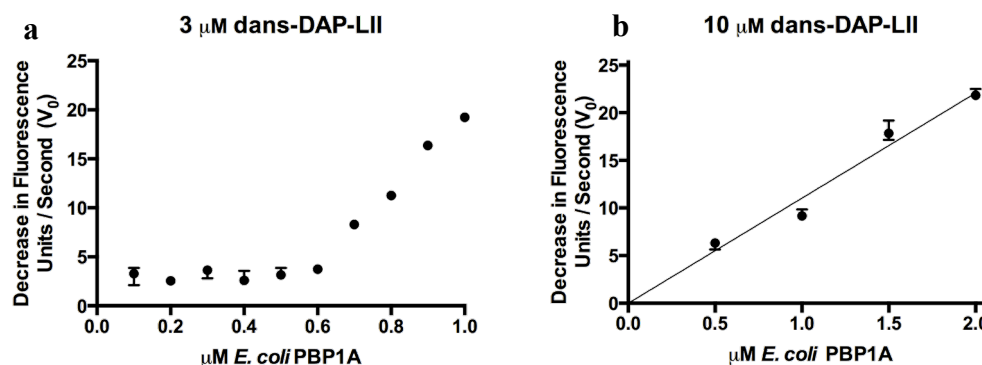 a
3 μM dans-DAP-LII
Decrease in Fluorescence
Units / Second (V0)
25
20
15
10
5
0
0.0 0.2 0.4 0.6 0.8 1.0
μM E. coli PBP1A
b
10 μM dans-DAP-LII
Decrease in Fluorescence
Units / Second (V0)
25
20
15
10
5
0
0.0 0.5 1.0 1.5 2.0
μM E. coli PBP1A